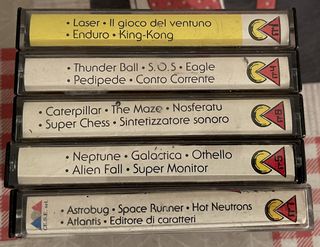 • Laser • Il gioco del ventuno
• Enduro • King-Kong
• Thunder Ball • S.O.S • Eagle
• Pedipede • Conto Corrente
• Caterpillar • The Maze • Nosferatu
• Super Chess • Sintetizzatore sonoro
• Neptune • Galactica • Othello
• Alien Fall • Super Monitor
• Astrobug • Space Runner • Hot Neutrons
• Atlantis • Editore di caratteri